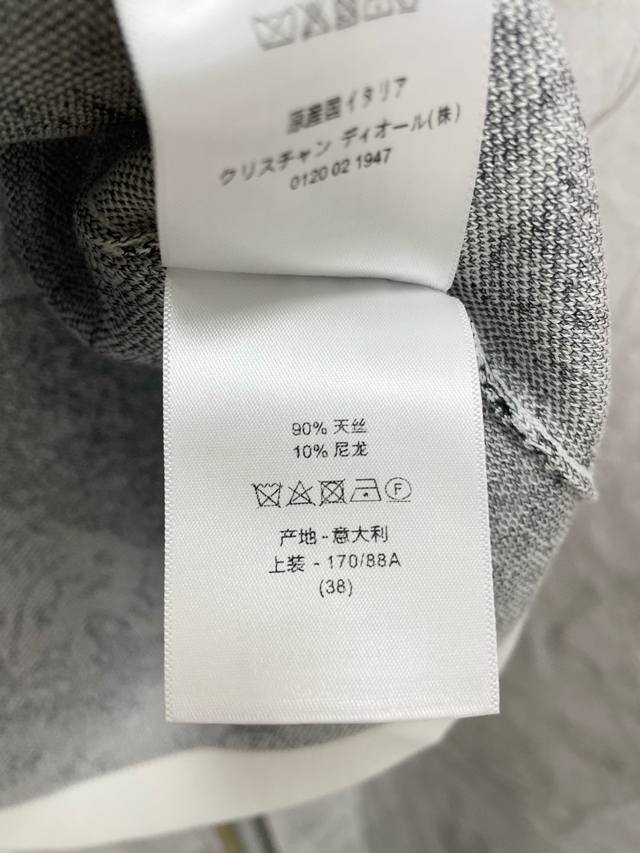 原産国イタリア
クリスチャン ディオール(株)
0120 02 1947
90% 天丝
10% 尼龙
F
产地 - 意大利
上装 - 170/88A
(38)